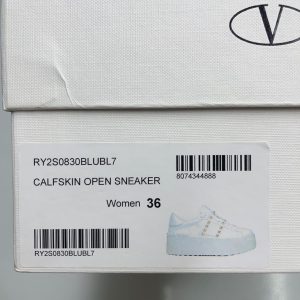 V
RY2S0830BLUBL7
8074344888
CALFSKIN OPEN SNEAKER
Women 36
RY2S0830BLUBL7